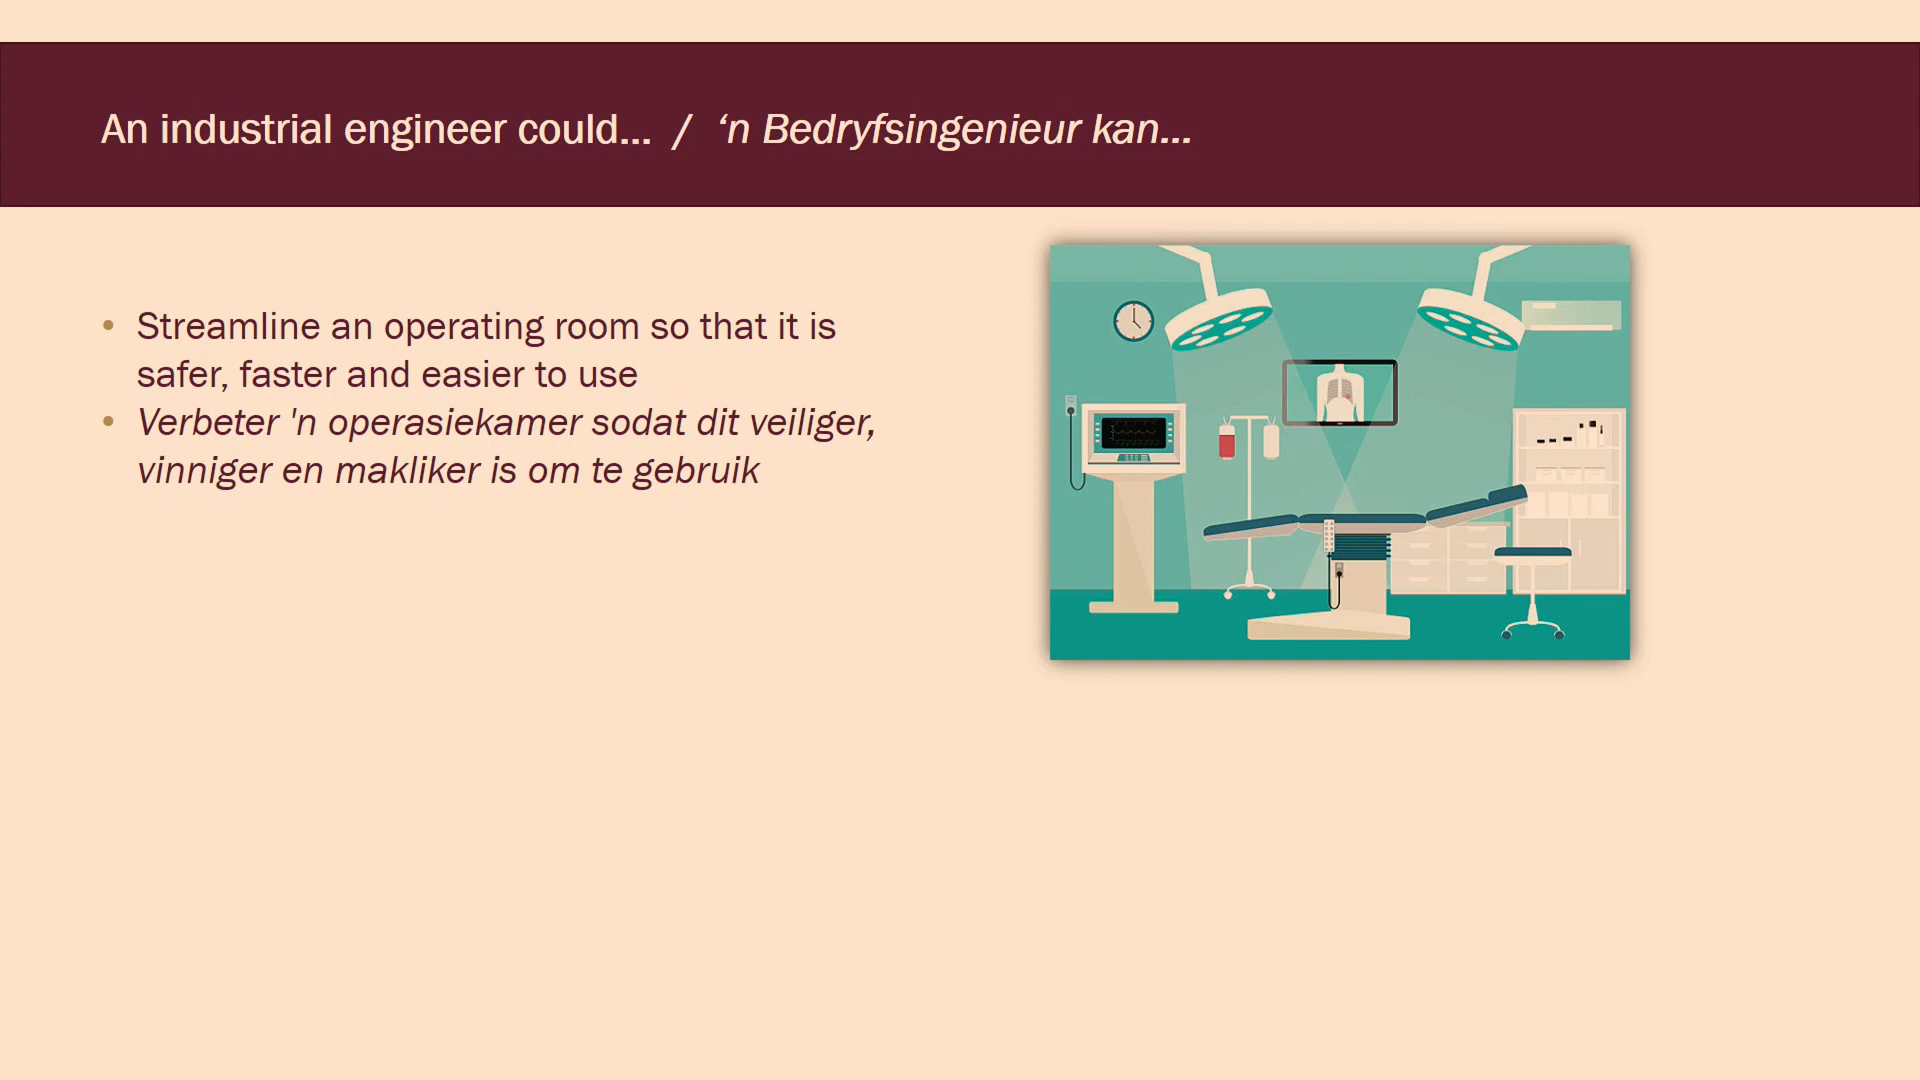 An industrial engineer could... / ‘n Bedryfsingenieur kan...
• Streamline an operating room so that it is
safer, faster and easier to use
• Verbeter 'n operasiekamer sodat dit veiliger,
vinniger en makliker is om te gebruik